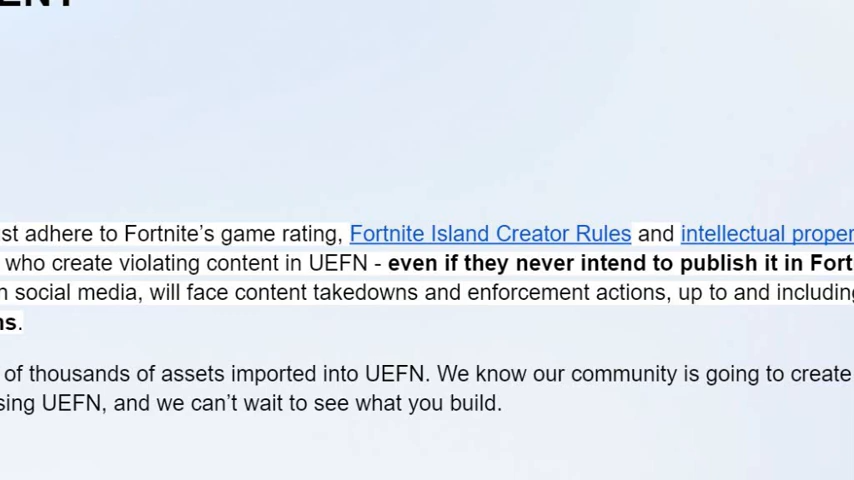 st adhere to Fortnite's game rating, Fortnite Island Creator Rules and intellectual proper
who create violating content in UEFN - even if they never intend to publish it in Fort
n social media, will face content takedowns and enforcement actions, up to and including
ns.
of thousands of assets imported into UEFN. We know our community is going to create
sing UEFN, and we can't wait to see what you build.